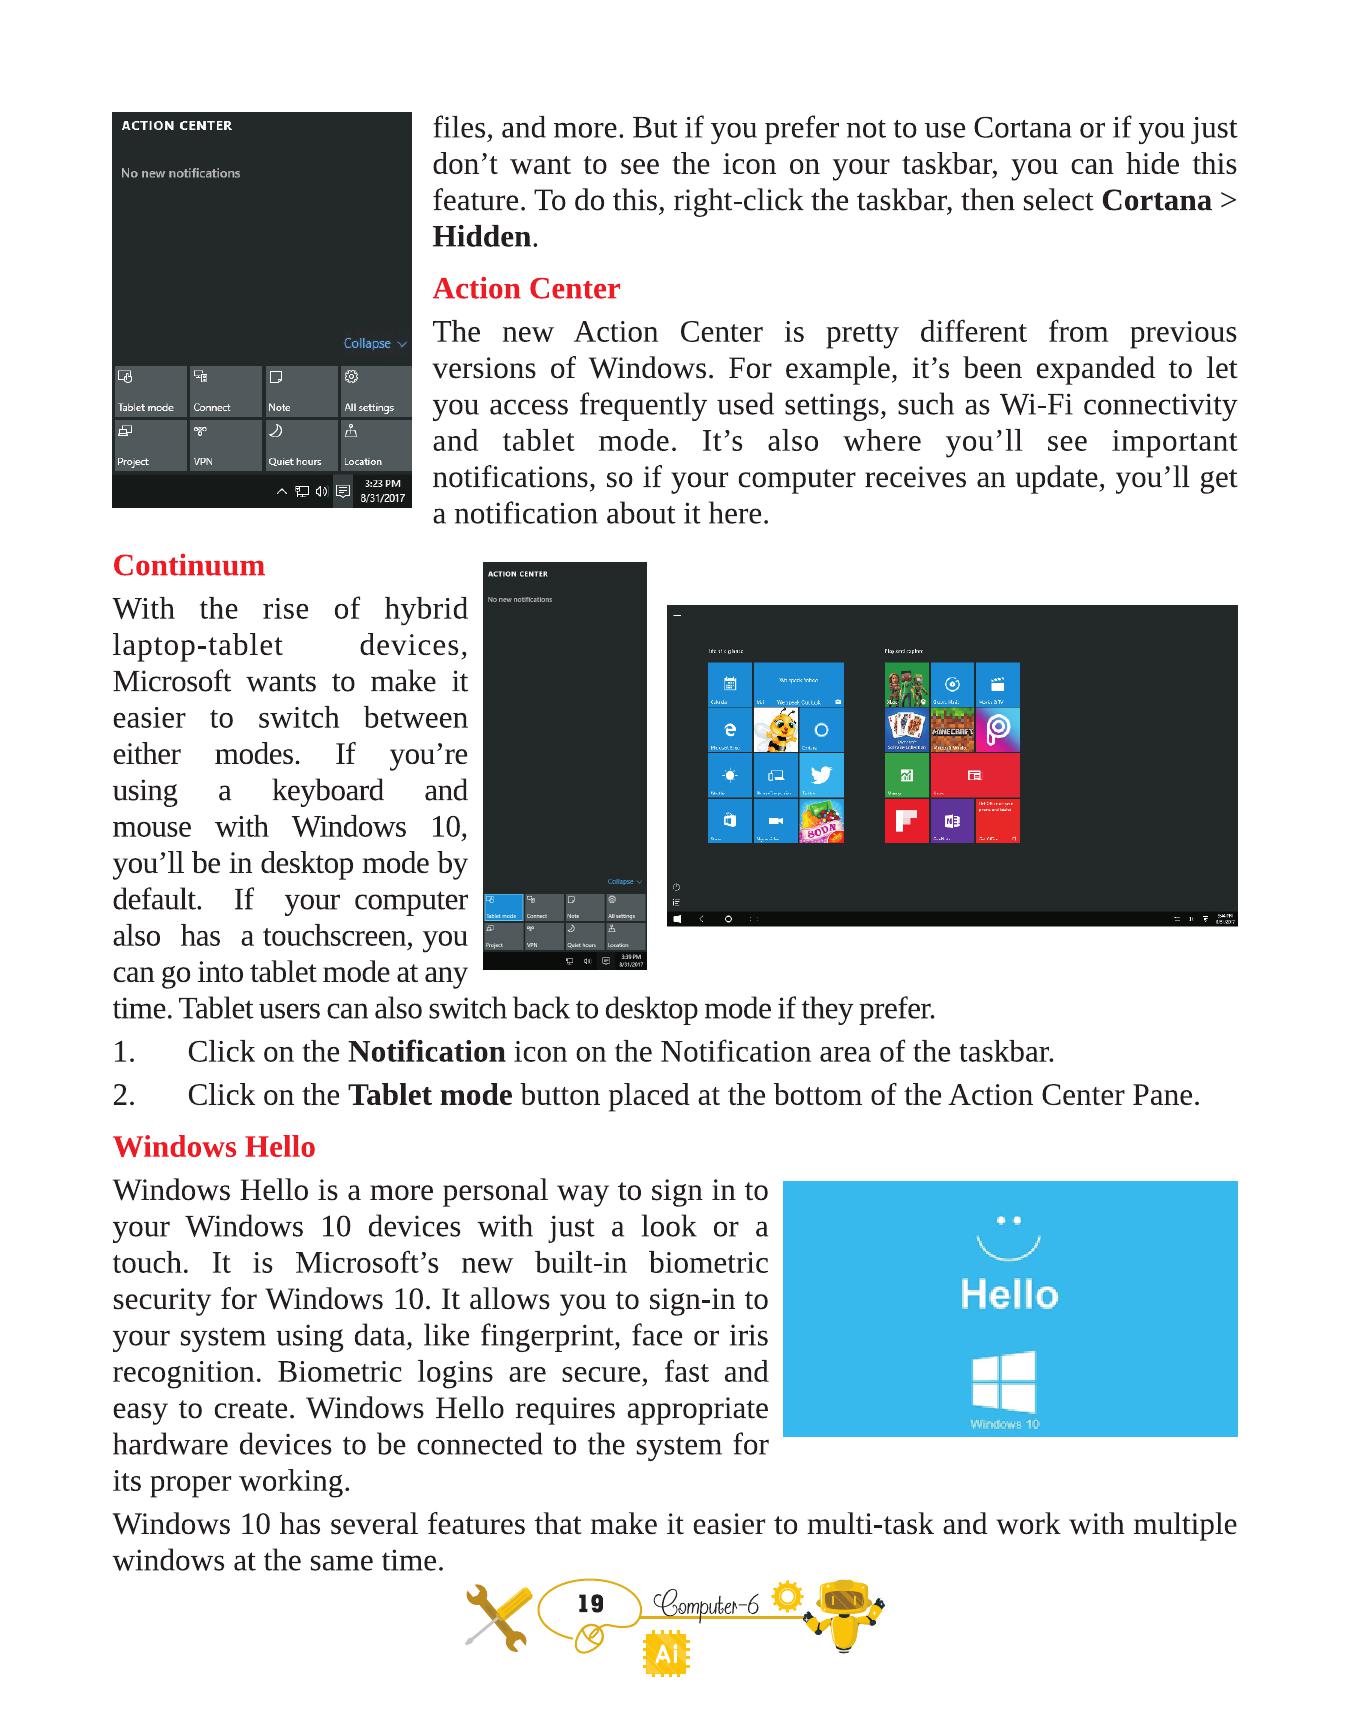 ACTION CENTER
No new notifications
Collapse
Tablet mode Connect Note All settings
Project VPN Quiet hours Location
3:23 PM
8/31/2017
files, and more. But if you prefer not to use Cortana or if you just
don’t want to see the icon on your taskbar, you can hide this
feature. To do this, right-click the taskbar, then select Cortana >
Hidden.
Action Center
The new Action Center is pretty different from previous
versions of Windows. For example, it’s been expanded to let
you access frequently used settings, such as Wi-Fi connectivity
and tablet mode. It’s also where you’ll see important
notifications, so if your computer receives an update, you’ll get
a notification about it here.
Continuum
With the rise of hybrid
laptop-tablet devices,
Microsoft wants to make it
easier to switch between
either modes. If you’re
using a keyboard and
mouse with Windows 10,
you’ll be in desktop mode by
default. If your computer
also has a touchscreen, you
can go into tablet mode at any
time. Tablet users can also switch back to desktop mode if they prefer.
ACTION CENTER
No new notifications
Collapse
Tablet mode Connect Note All settings
Project VPN Quiet hours Location
3:39 PM
8/31/2017
MINECRAFT
SODA
1. Click on the Notification icon on the Notification area of the taskbar.
2. Click on the Tablet mode button placed at the bottom of the Action Center Pane.
Windows Hello
Windows Hello is a more personal way to sign in to
your Windows 10 devices with just a look or a
touch. It is Microsoft’s new built-in biometric
security for Windows 10. It allows you to sign-in to
your system using data, like fingerprint, face or iris
recognition. Biometric logins are secure, fast and
easy to create. Windows Hello requires appropriate
hardware devices to be connected to the system for
its proper working.
Hello
Windows 10
Windows 10 has several features that make it easier to multi-task and work with multiple
windows at the same time.
19 Computer-6
Ai